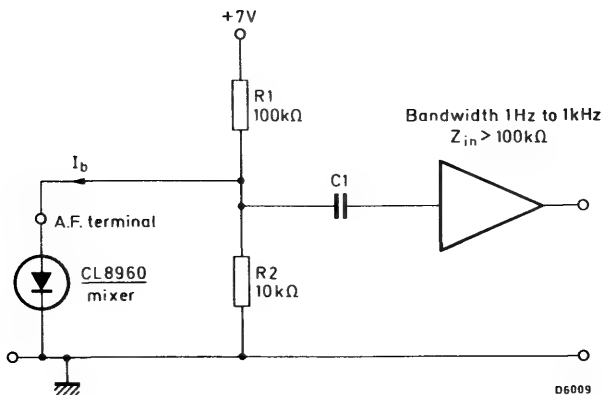 +7V
R1
100kΩ
Bandwidth 1Hz to 1kHz
Zin > 100kΩ
Ib
C1
A.F. terminal
CL8960
mixer
R2
10kΩ
D6009